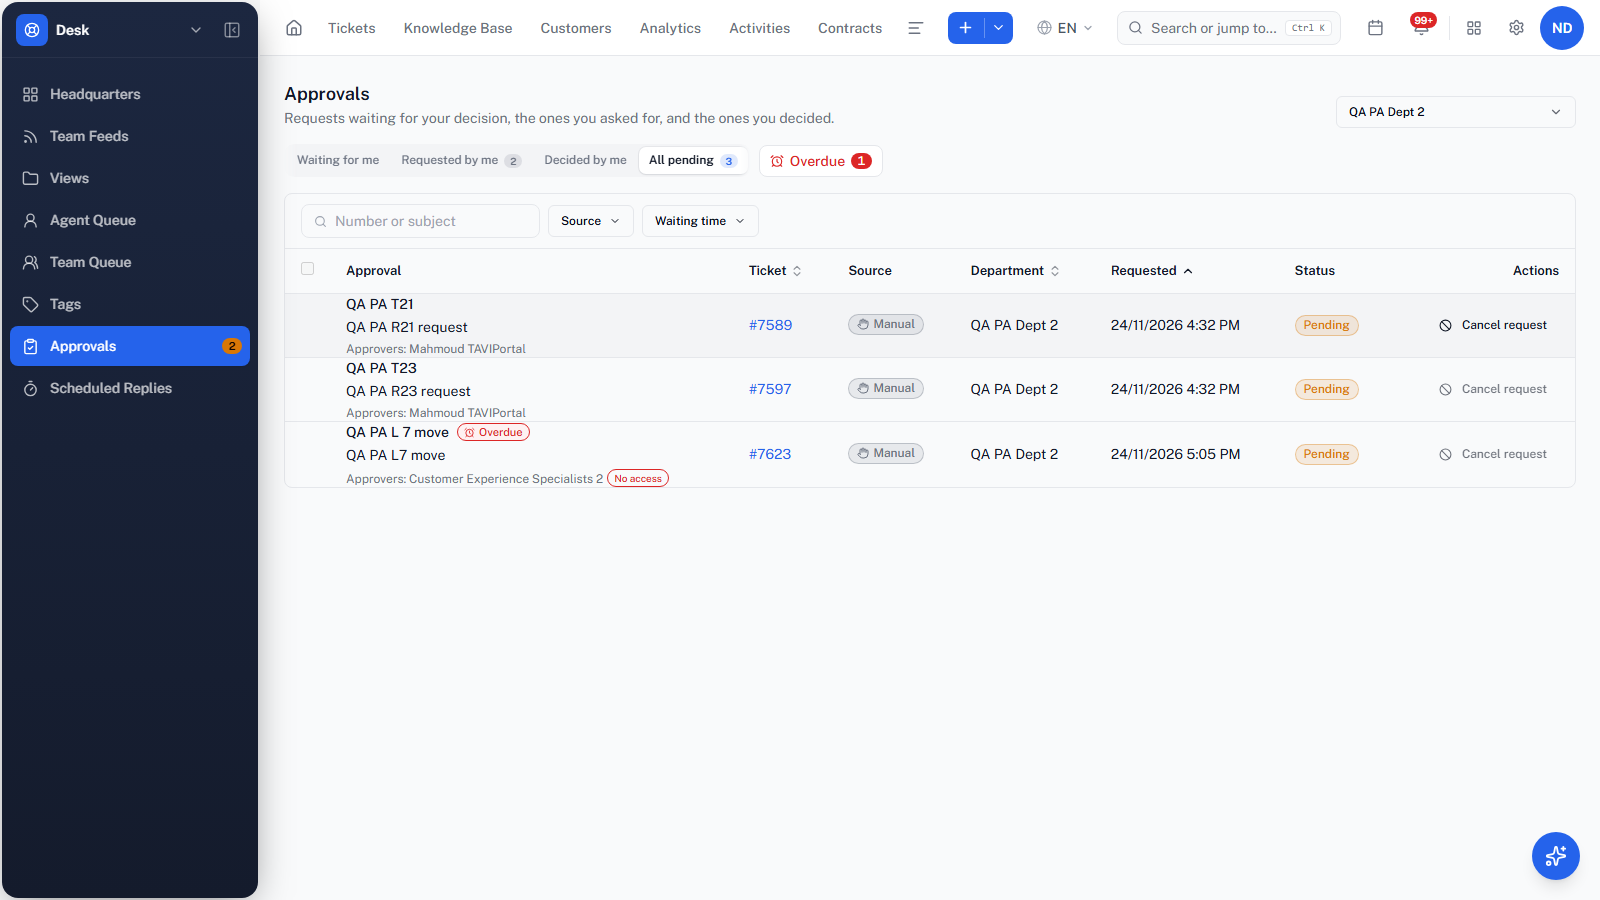 Desk
Tickets Knowledge Base Customers Analytics Activities Contracts EN Search or jump to... Ctrl K 99+ ND
Headquarters
Team Feeds
Views
Agent Queue
Team Queue
Tags
Approvals 2
Scheduled Replies
Approvals
Requests waiting for your decision, the ones you asked for, and the ones you decided.
QA PA Dept 2
Waiting for me Requested by me 2 Decided by me All pending 3 Overdue 1
Number or subject Source Waiting time
Approval Ticket Source Department Requested Status Actions
QA PA T21
QA PA R21 request #7589 Manual QA PA Dept 2 24/11/2026 4:32 PM Pending Cancel request
Approvers: Mahmoud TAVIPortal
QA PA T23
QA PA R23 request #7597 Manual QA PA Dept 2 24/11/2026 4:32 PM Pending Cancel request
Approvers: Mahmoud TAVIPortal
QA PA L 7 move Overdue
QA PA L7 move #7623 Manual QA PA Dept 2 24/11/2026 5:05 PM Pending Cancel request
Approvers: Customer Experience Specialists 2 No access